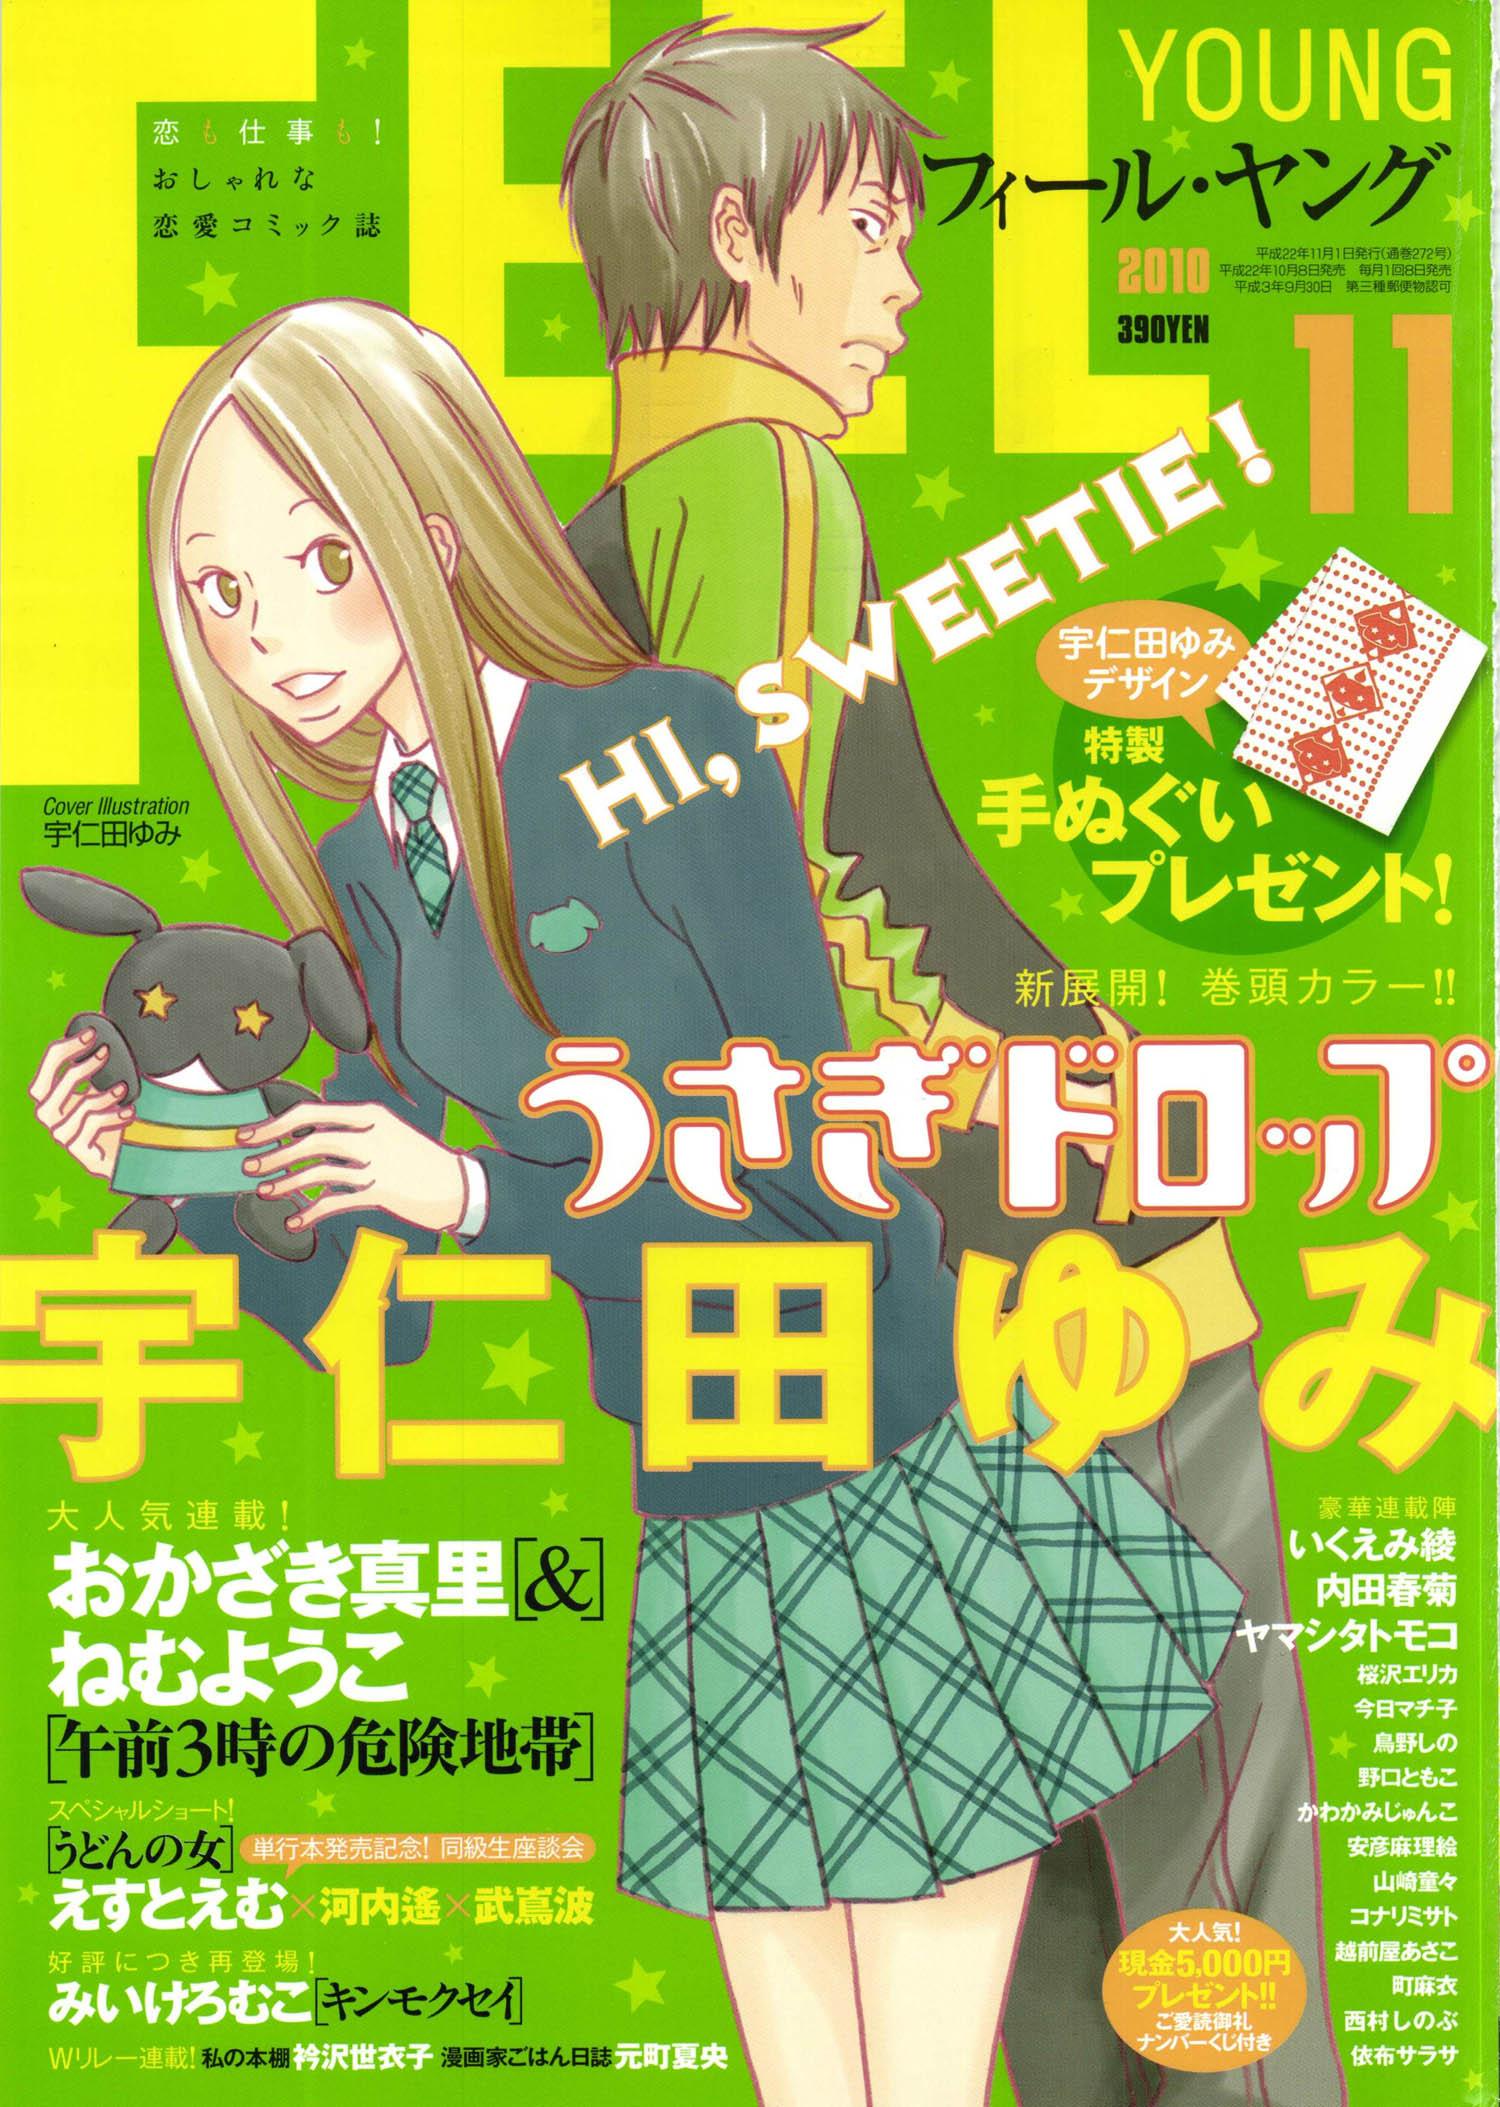 FEEL
YOUNG
フィール・ヤング
恋も仕事も!
おしゃれな
恋愛コミック誌
2010
390YEN
11
平成22年11月1日発行(通巻272号)
平成22年10月8日発売 毎月1回8日発売
平成3年9月30日 第三種郵便物認可
HI, SWEETIE!
宇仁田ゆみ
デザイン
特製
手ぬぐい
プレゼント!
Cover Illustration
宇仁田ゆみ
新展開! 巻頭カラー!!
うさぎドロップ
宇仁田ゆみ
大人気連載!
おかざき真里[&]
ねむようこ
[午前3時の危険地帯]
スペシャルショート!
[うどんの女] 単行本発売記念! 同級生座談会
えすとえむ×河内遙×武嶌波
好評につき再登場!
みいけろむこ[キンモクセイ]
Wリレー連載! 私の本棚 衿沢世衣子 漫画家ごはん日誌 元町夏央
豪華連載陣
いくえみ綾
内田春菊
ヤマシタトモコ
桜沢エリカ
今日マチ子
鳥野しの
野口ともこ
かわかみじゅんこ
安彦麻理絵
山崎童々
コナリミサト
越前屋あさこ
町麻衣
西村しのぶ
依布サラサ
大人気!
現金5,000円
プレゼント!!
ご愛読御礼
ナンバーくじ付き